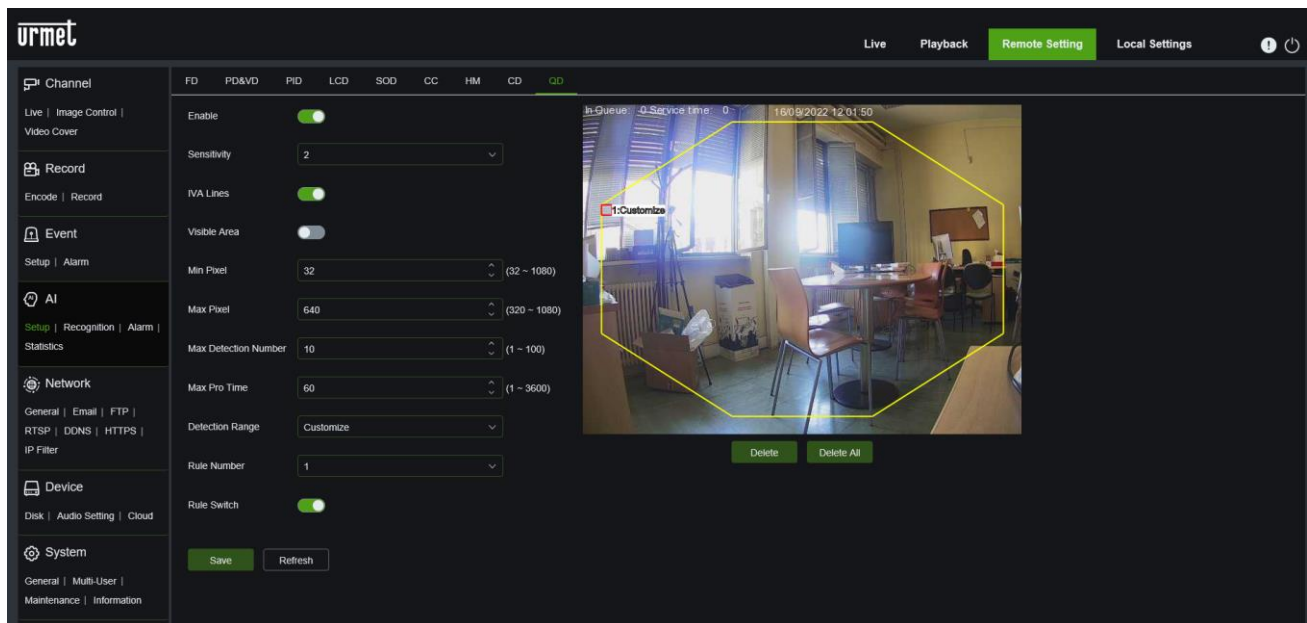 urmet
Live Playback Remote Setting Local Settings
Channel
Live | Image Control |
Video Cover
Record
Encode | Record
Event
Setup | Alarm
AI
Setup | Recognition | Alarm |
Statistics
Network
General | Email | FTP |
RTSP | DDNS | HTTPS |
IP Filter
Device
Disk | Audio Setting | Cloud
System
General | Multi-User |
Maintenance | Information
FD PD&VD PID LCD SOD CC HM CD QD
Enable
Sensitivity 2
IVA Lines
Visible Area
Min Pixel 32 (32 ~ 1080)
Max Pixel 640 (320 ~ 1080)
Max Detection Number 10 (1 ~ 100)
Max Pro Time 60 (1 ~ 3600)
Detection Range Customize
Rule Number 1
Rule Switch
Save Refresh
In Queue: 0 Service time: 0 16/09/2022 12:01:50
1:Customize
Delete Delete All